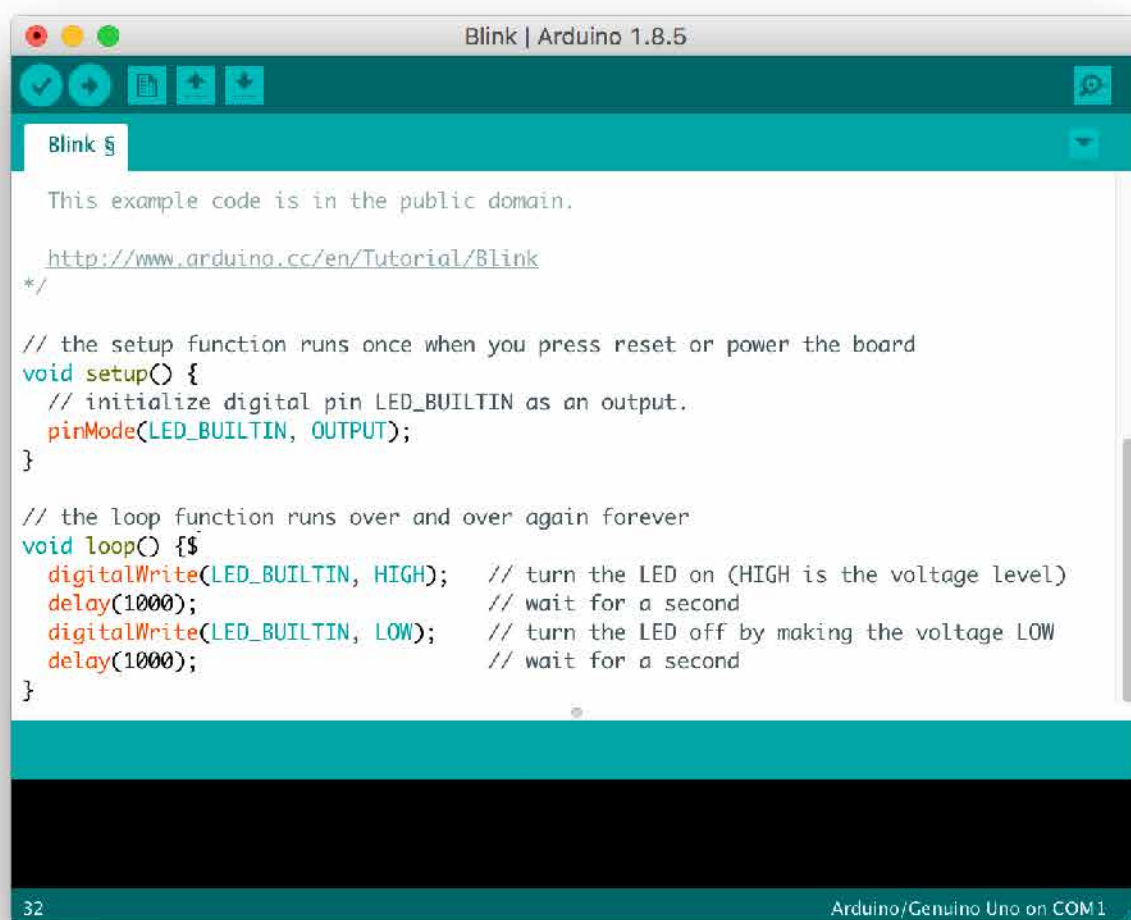 Blink | Arduino 1.8.5
Blink §
This example code is in the public domain.
http://www.arduino.cc/en/Tutorial/Blink
*/
// the setup function runs once when you press reset or power the board
void setup() {
  // initialize digital pin LED_BUILTIN as an output.
  pinMode(LED_BUILTIN, OUTPUT);
}
// the loop function runs over and over again forever
void loop() {$
  digitalWrite(LED_BUILTIN, HIGH);   // turn the LED on (HIGH is the voltage level)
  delay(1000);                       // wait for a second
  digitalWrite(LED_BUILTIN, LOW);    // turn the LED off by making the voltage LOW
  delay(1000);                       // wait for a second
}
32 Arduino/Genuino Uno on COM1